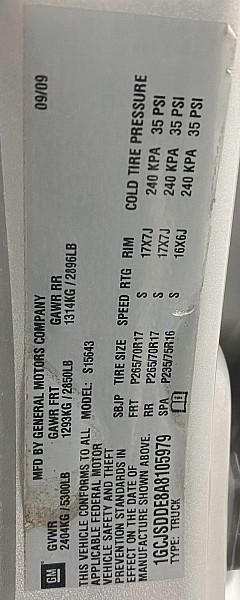 GM MFD BY GENERAL MOTORS COMPANY 09/09
GVWR GAWR FRT GAWR RR
2404KG / 5300LB 1293KG / 2850LB 1314KG / 2896LB
THIS VEHICLE CONFORMS TO ALL MODEL: S15643
APPLICABLE FEDERAL MOTOR
VEHICLE SAFETY AND THEFT
PREVENTION STANDARDS IN
EFFECT ON THE DATE OF
MANUFACTURE SHOWN ABOVE.
1GCJSDDE8A8105979
TYPE: TRUCK
SBJP TIRE SIZE SPEED RTG RIM COLD TIRE PRESSURE
FRT P265/70R17 S 17X7J 240 KPA 35 PSI
RR P265/70R17 S 17X7J 240 KPA 35 PSI
SPA P235/75R16 S 16X6J 240 KPA 35 PSI